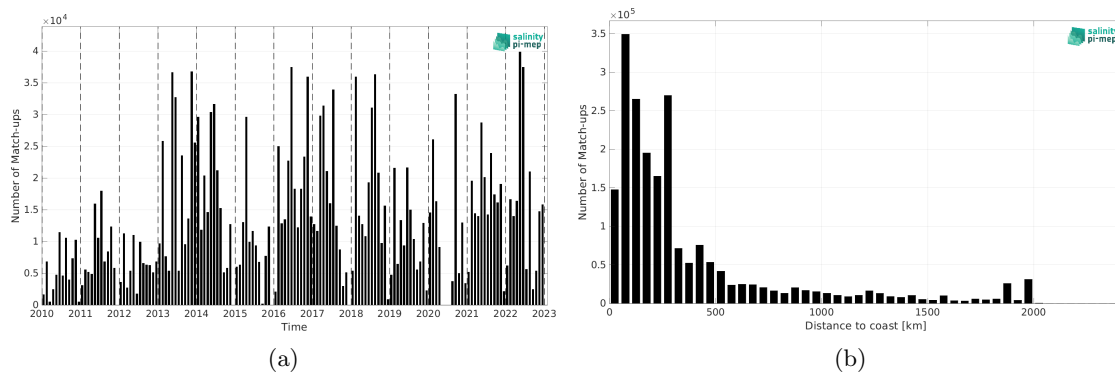 ×10⁴
4
3.5
3
2.5
2
1.5
1
0.5
0
Number of Match-ups
2010 2011 2012 2013 2014 2015 2016 2017 2018 2019 2020 2021 2022 2023
Time
salinity
pi-mep
(a)
×10⁵
3.5
3
2.5
2
1.5
1
0.5
0
Number of Match-ups
0 500 1000 1500 2000
Distance to coast [km]
salinity
pi-mep
(b)